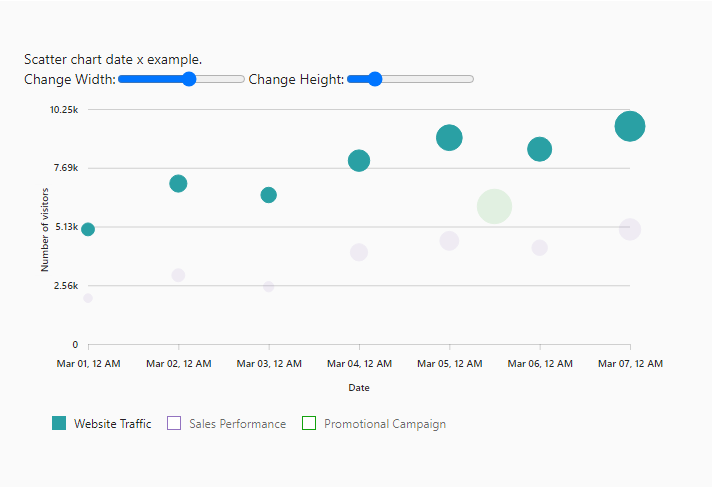 Scatter chart date x example.
Change Width: Change Height:
10.25k
7.69k
5.13k
2.56k
0
Number of visitors
Mar 01, 12 AM Mar 02, 12 AM Mar 03, 12 AM Mar 04, 12 AM Mar 05, 12 AM Mar 06, 12 AM Mar 07, 12 AM
Date
Website Traffic Sales Performance Promotional Campaign